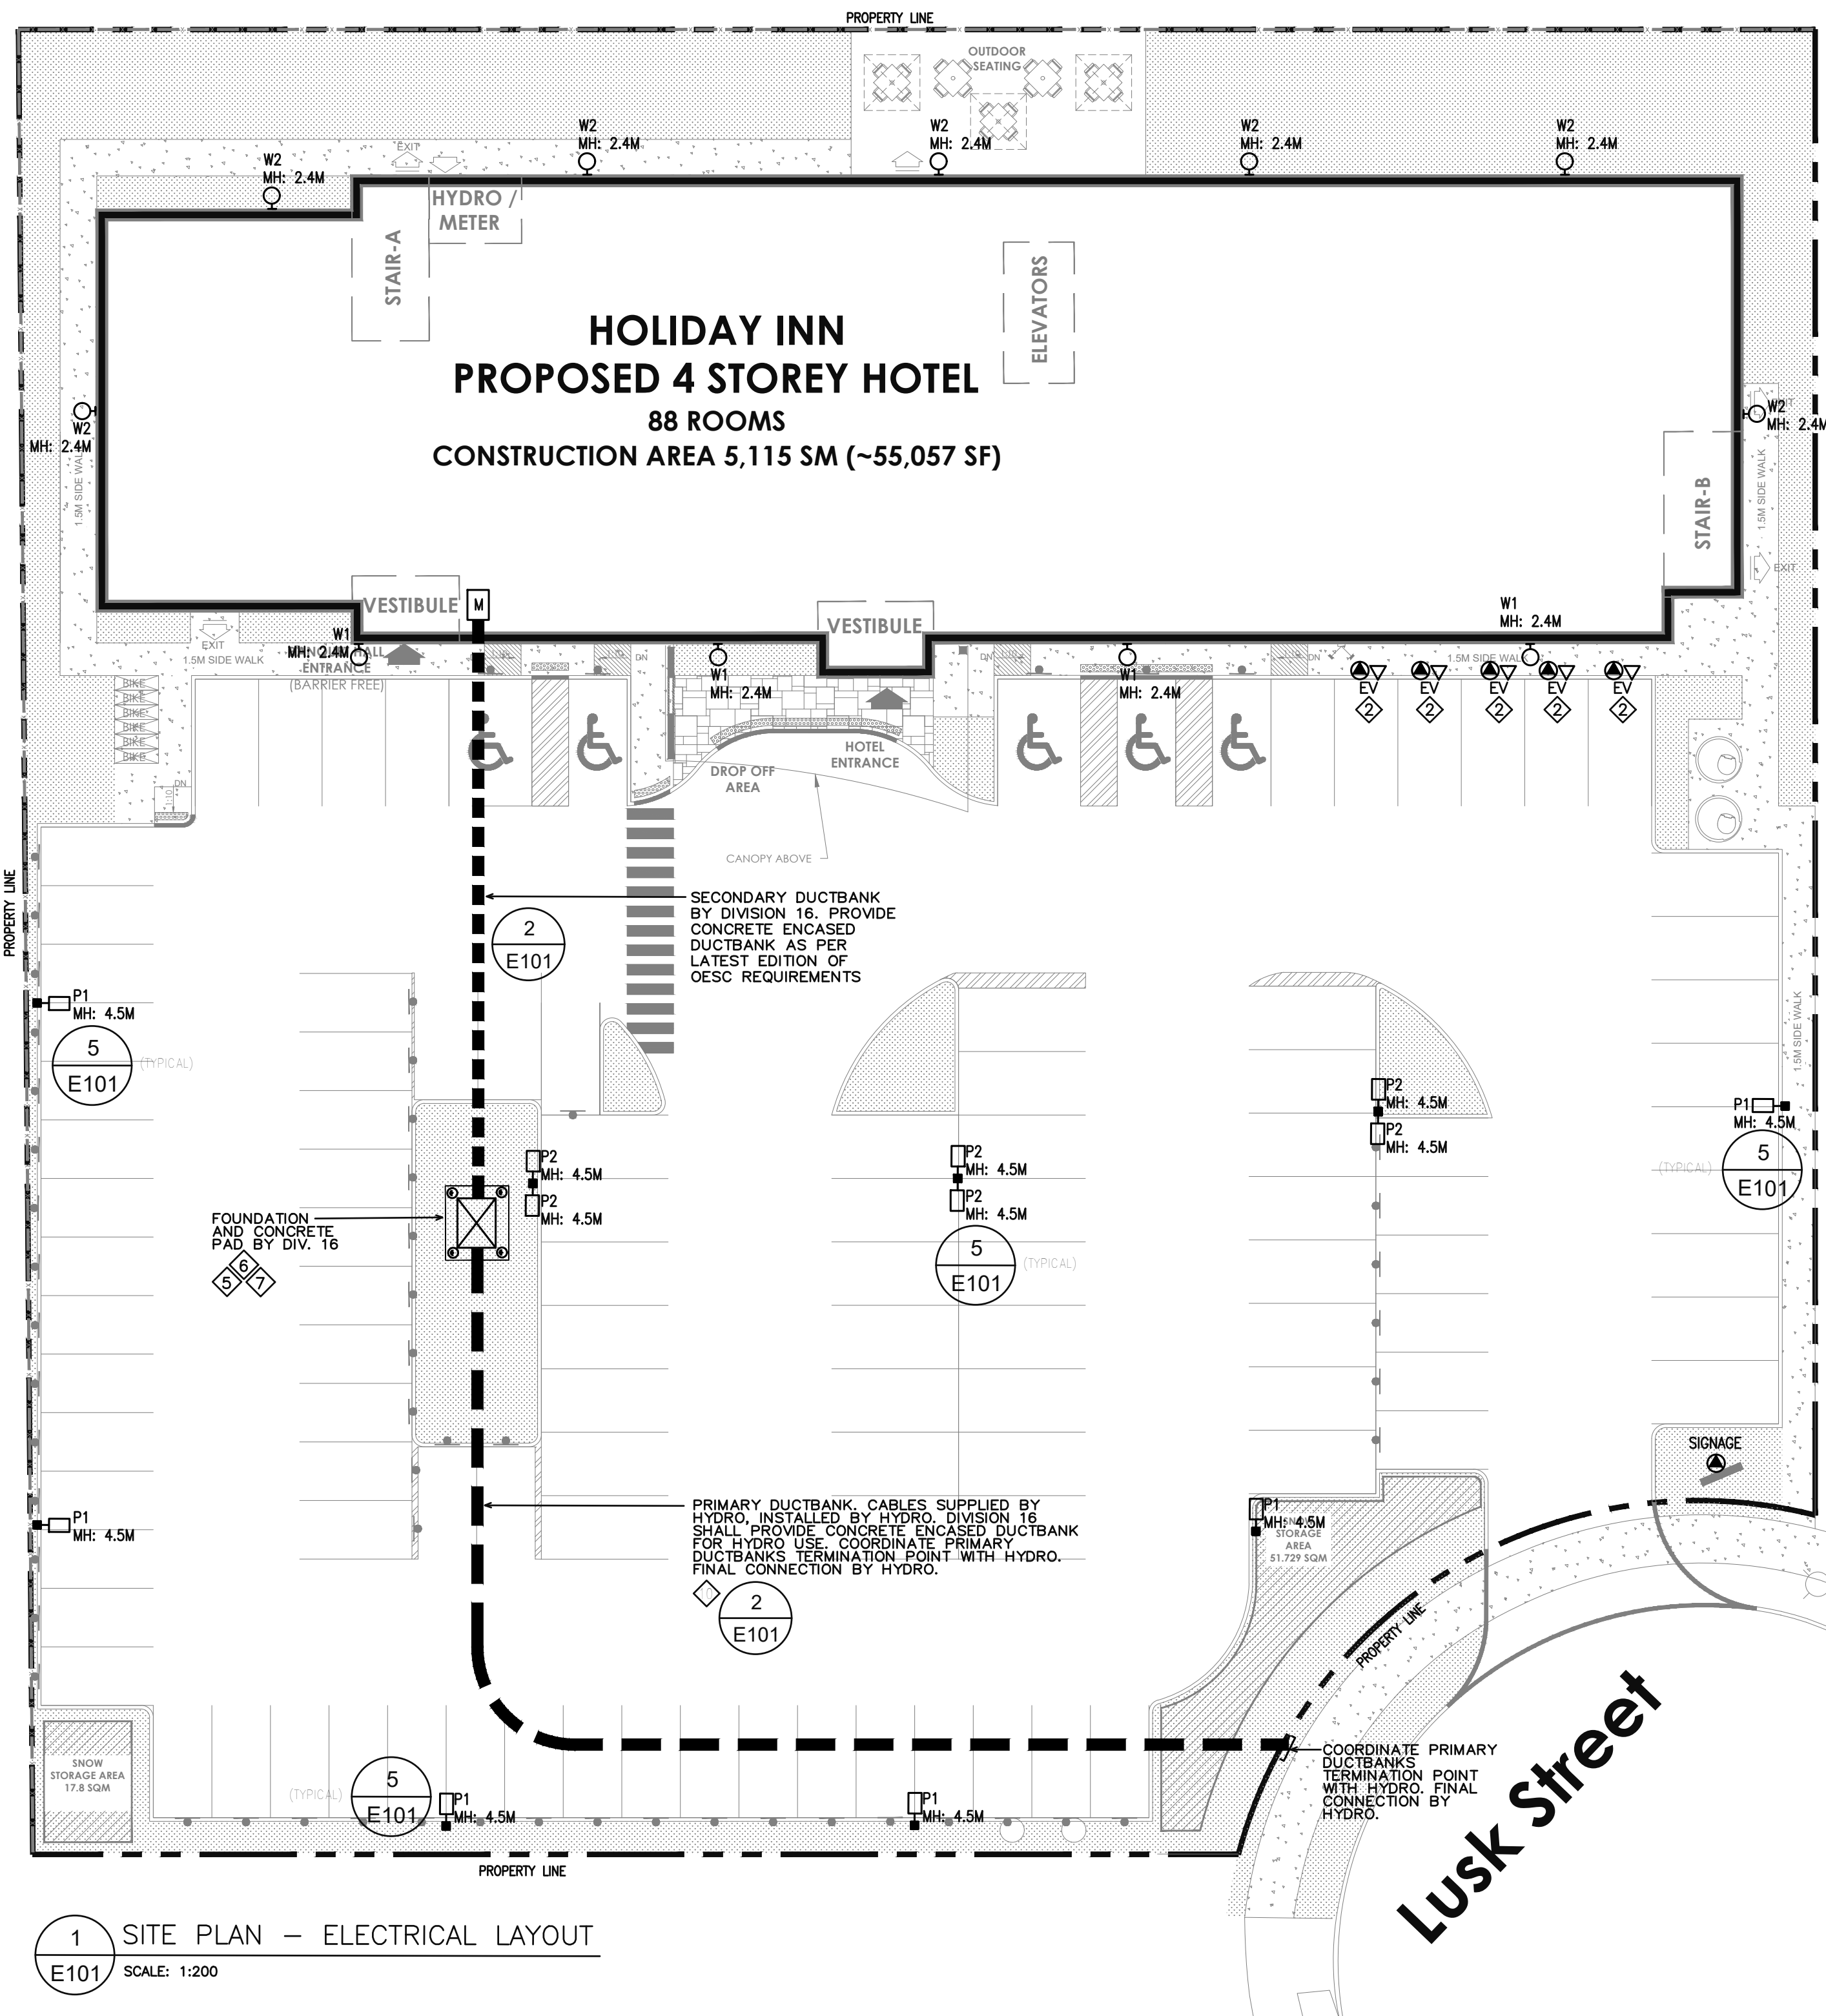 PROPERTY LINE
OUTDOOR
SEATING
W2
MH: 2.4M
W2
MH: 2.4M
W2
MH: 2.4M
W2
MH: 2.4M
W2
MH: 2.4M
EXIT
HYDRO /
METER
STAIR-A
ELEVATORS
HOLIDAY INN
PROPOSED 4 STOREY HOTEL
88 ROOMS
CONSTRUCTION AREA 5,115 SM (~55,057 SF)
W2
MH: 2.4M
1.5M SIDE WALK
EXIT
W2
MH: 2.4M
1.5M SIDE WALK
STAIR-B
EXIT
VESTIBULE
M
VESTIBULE
W1
MH: 2.4M
EXIT
1.5M SIDE WALK
W1
MH: 2.4M
ENTRANCE
(BARRIER FREE)
DN
W1
MH: 2.4M
DN
W1
MH: 2.4M
DN
1.5M SIDE WALK
EV
2
EV
2
EV
2
EV
2
EV
2
BIKE
BIKE
BIKE
BIKE
BIKE
BIKE
DN
1:10
HOTEL
ENTRANCE
DROP OFF
AREA
CANOPY ABOVE
PROPERTY LINE
SECONDARY DUCTBANK
BY DIVISION 16. PROVIDE
CONCRETE ENCASED
DUCTBANK AS PER
LATEST EDITION OF
OESC REQUIREMENTS
2
E101
P1
MH: 4.5M
5
E101
(TYPICAL)
1.5M SIDE WALK
P2
MH: 4.5M
P2
MH: 4.5M
P1
MH: 4.5M
5
E101
(TYPICAL)
P2
MH: 4.5M
P2
MH: 4.5M
P2
MH: 4.5M
P2
MH: 4.5M
5
E101
(TYPICAL)
FOUNDATION
AND CONCRETE
PAD BY DIV. 16
6
5
7
SIGNAGE
P1
MH: 4.5M
PRIMARY DUCTBANK. CABLES SUPPLIED BY
HYDRO, INSTALLED BY HYDRO. DIVISION 16
SHALL PROVIDE CONCRETE ENCASED DUCTBANK
FOR HYDRO USE. COORDINATE PRIMARY
DUCTBANKS TERMINATION POINT WITH HYDRO.
FINAL CONNECTION BY HYDRO.
2
E101
P1
MH: 4.5M
SNOW
STORAGE
AREA
51.729 SQM
PROPERTY LINE
Lusk Street
COORDINATE PRIMARY
DUCTBANKS
TERMINATION POINT
WITH HYDRO. FINAL
CONNECTION BY
HYDRO.
SNOW
STORAGE AREA
17.8 SQM
(TYPICAL)
5
E101
P1
MH: 4.5M
P1
MH: 4.5M
PROPERTY LINE
1
E101
SITE PLAN - ELECTRICAL LAYOUT
SCALE: 1:200